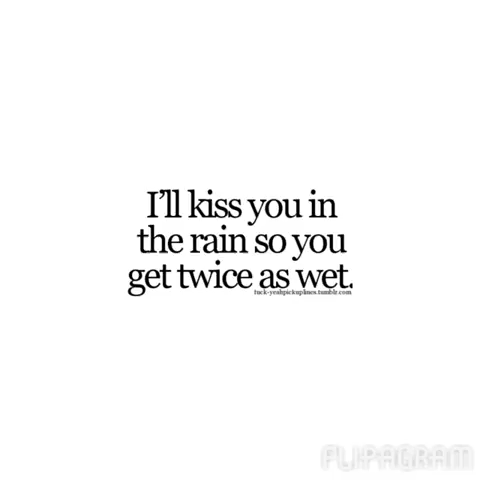 I'll kiss you in
the rain so you
get twice as wet.
fuck-yeahpickuplines.tumblr.com
FLIPAGRAM